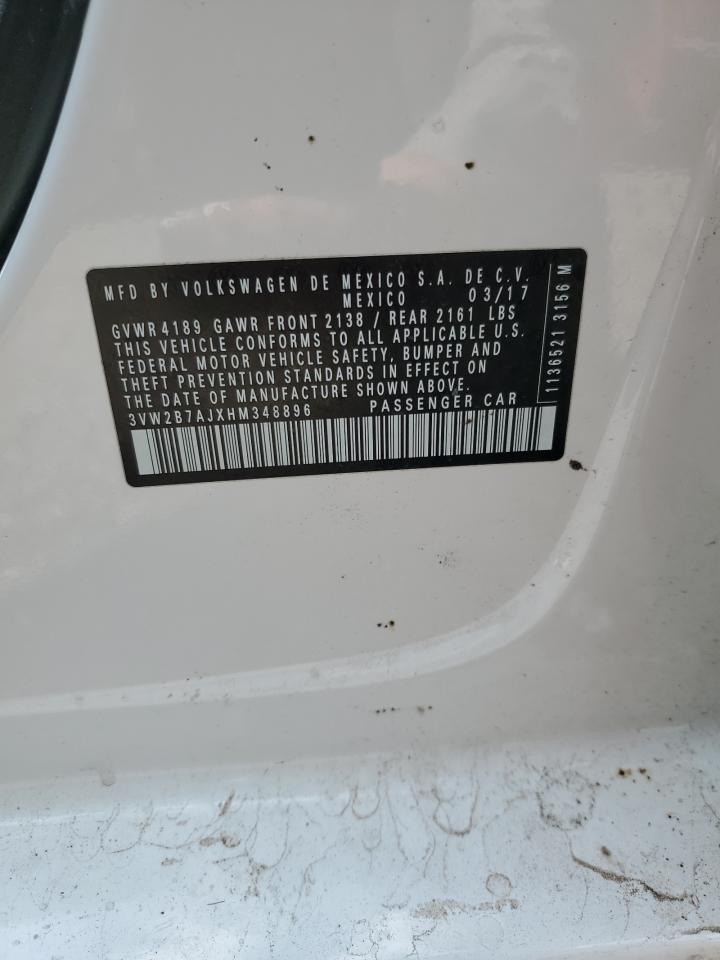 MFD BY VOLKSWAGEN DE MEXICO S.A. DE C.V.
MEXICO 03/17
GVWR 4189 GAWR FRONT 2138 / REAR 2161 LBS
THIS VEHICLE CONFORMS TO ALL APPLICABLE U.S.
FEDERAL MOTOR VEHICLE SAFETY, BUMPER AND
THEFT PREVENTION STANDARDS IN EFFECT ON
THE DATE OF MANUFACTURE SHOWN ABOVE.
3VW2B7AJXHM348896 PASSENGER CAR
1136521 3156 M